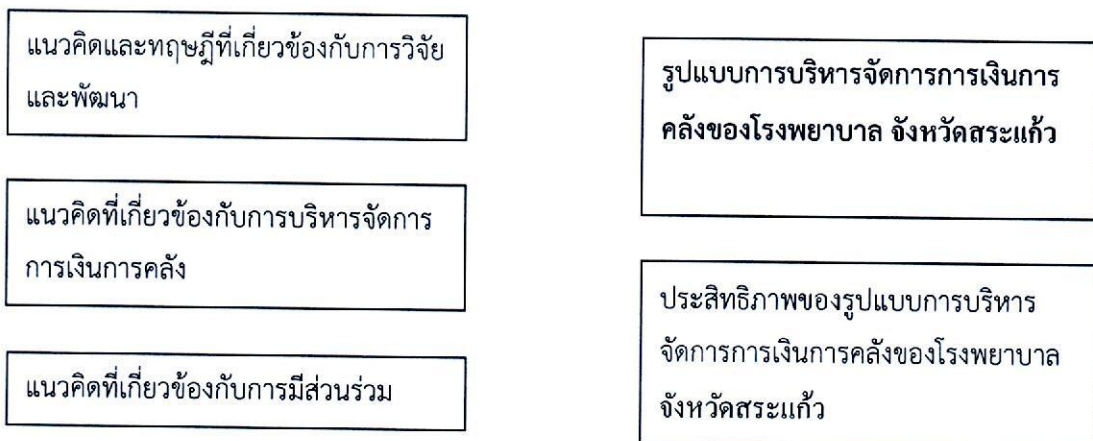 แนวคิดและทฤษฎีที่เกี่ยวข้องกับการวิจัย
และพัฒนา
แนวคิดที่เกี่ยวข้องกับการบริหารจัดการ
การเงินการคลัง
แนวคิดที่เกี่ยวข้องกับการมีส่วนร่วม
รูปแบบการบริหารจัดการการเงินการ
คลังของโรงพยาบาล จังหวัดสระแก้ว
ประสิทธิภาพของรูปแบบการบริหาร
จัดการการเงินการคลังของโรงพยาบาล
จังหวัดสระแก้ว